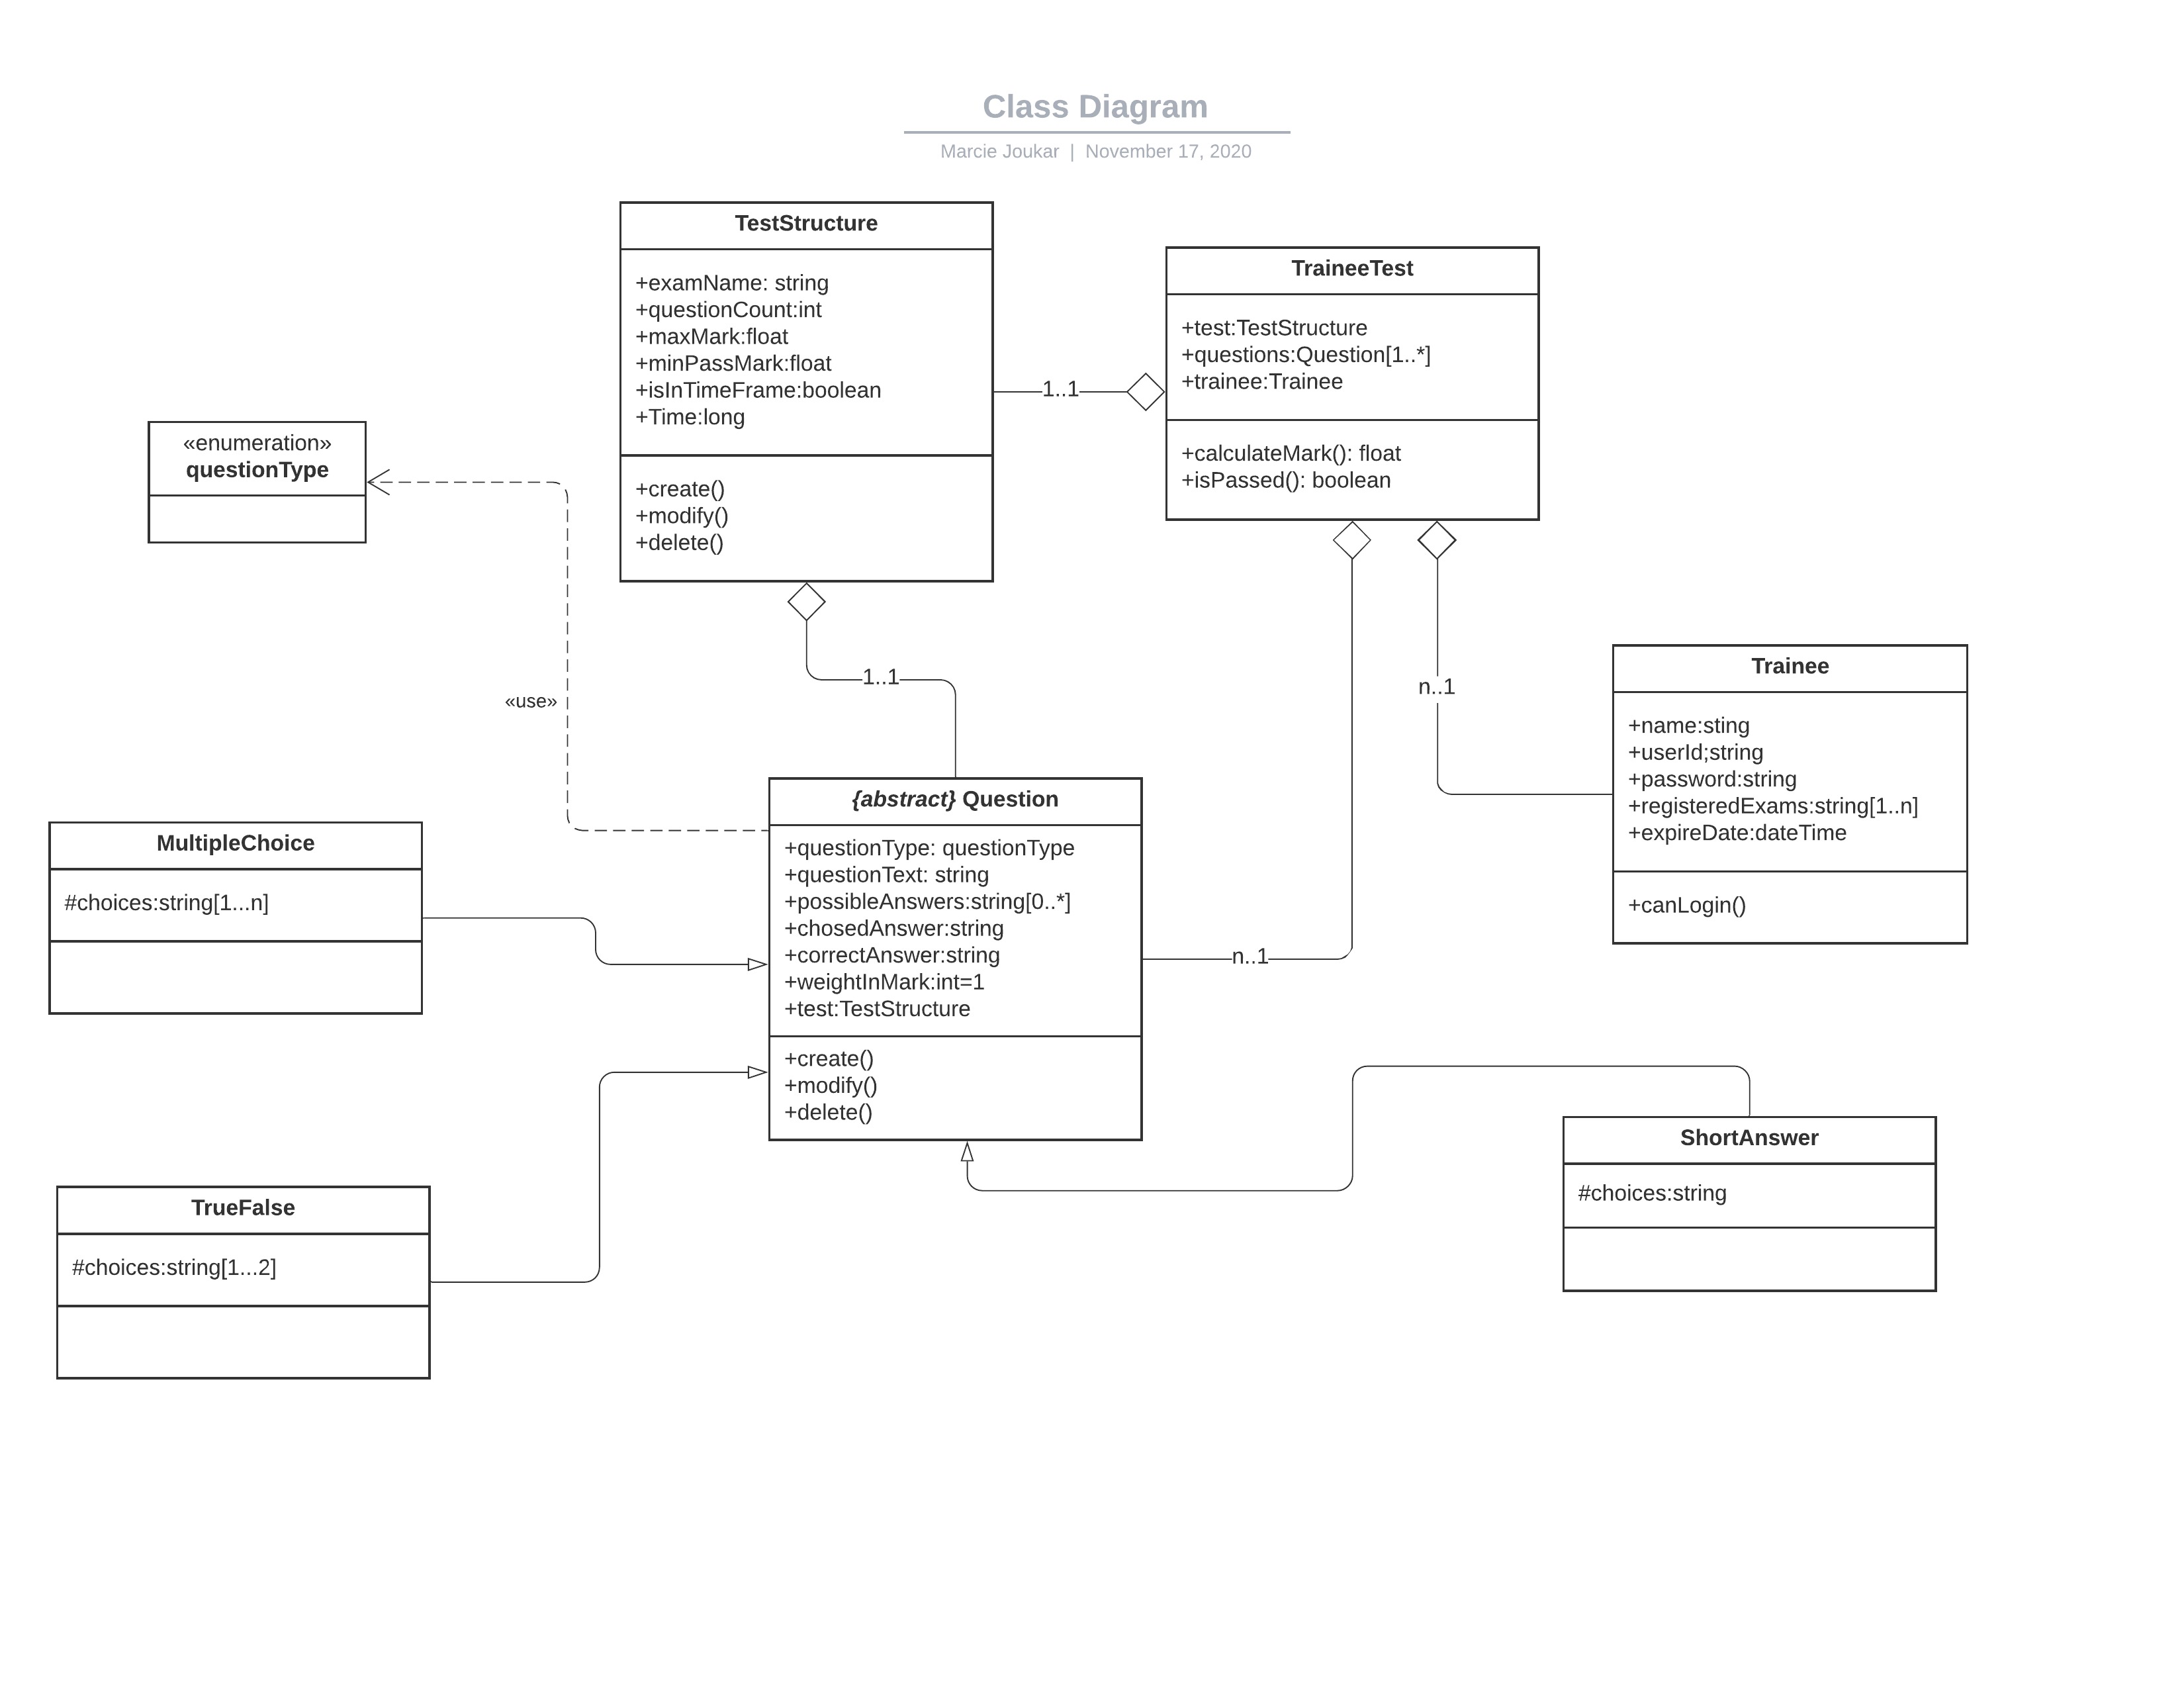 Class Diagram
Marcie Joukar | November 17, 2020
TestStructure
+examName: string
+questionCount:int
+maxMark:float
+minPassMark:float
+isInTimeFrame:boolean
+Time:long
+create()
+modify()
+delete()
1..1
TraineeTest
+test:TestStructure
+questions:Question[1..*]
+trainee:Trainee
+calculateMark(): float
+isPassed(): boolean
«enumeration»
questionType
«use»
1..1
n..1
Trainee
+name:sting
+userId;string
+password:string
+registeredExams:string[1..n]
+expireDate:dateTime
+canLogin()
{abstract} Question
+questionType: questionType
+questionText: string
+possibleAnswers:string[0..*]
+chosedAnswer:string
+correctAnswer:string
+weightInMark:int=1
+test:TestStructure
+create()
+modify()
+delete()
n..1
MultipleChoice
#choices:string[1...n]
TrueFalse
#choices:string[1...2]
ShortAnswer
#choices:string